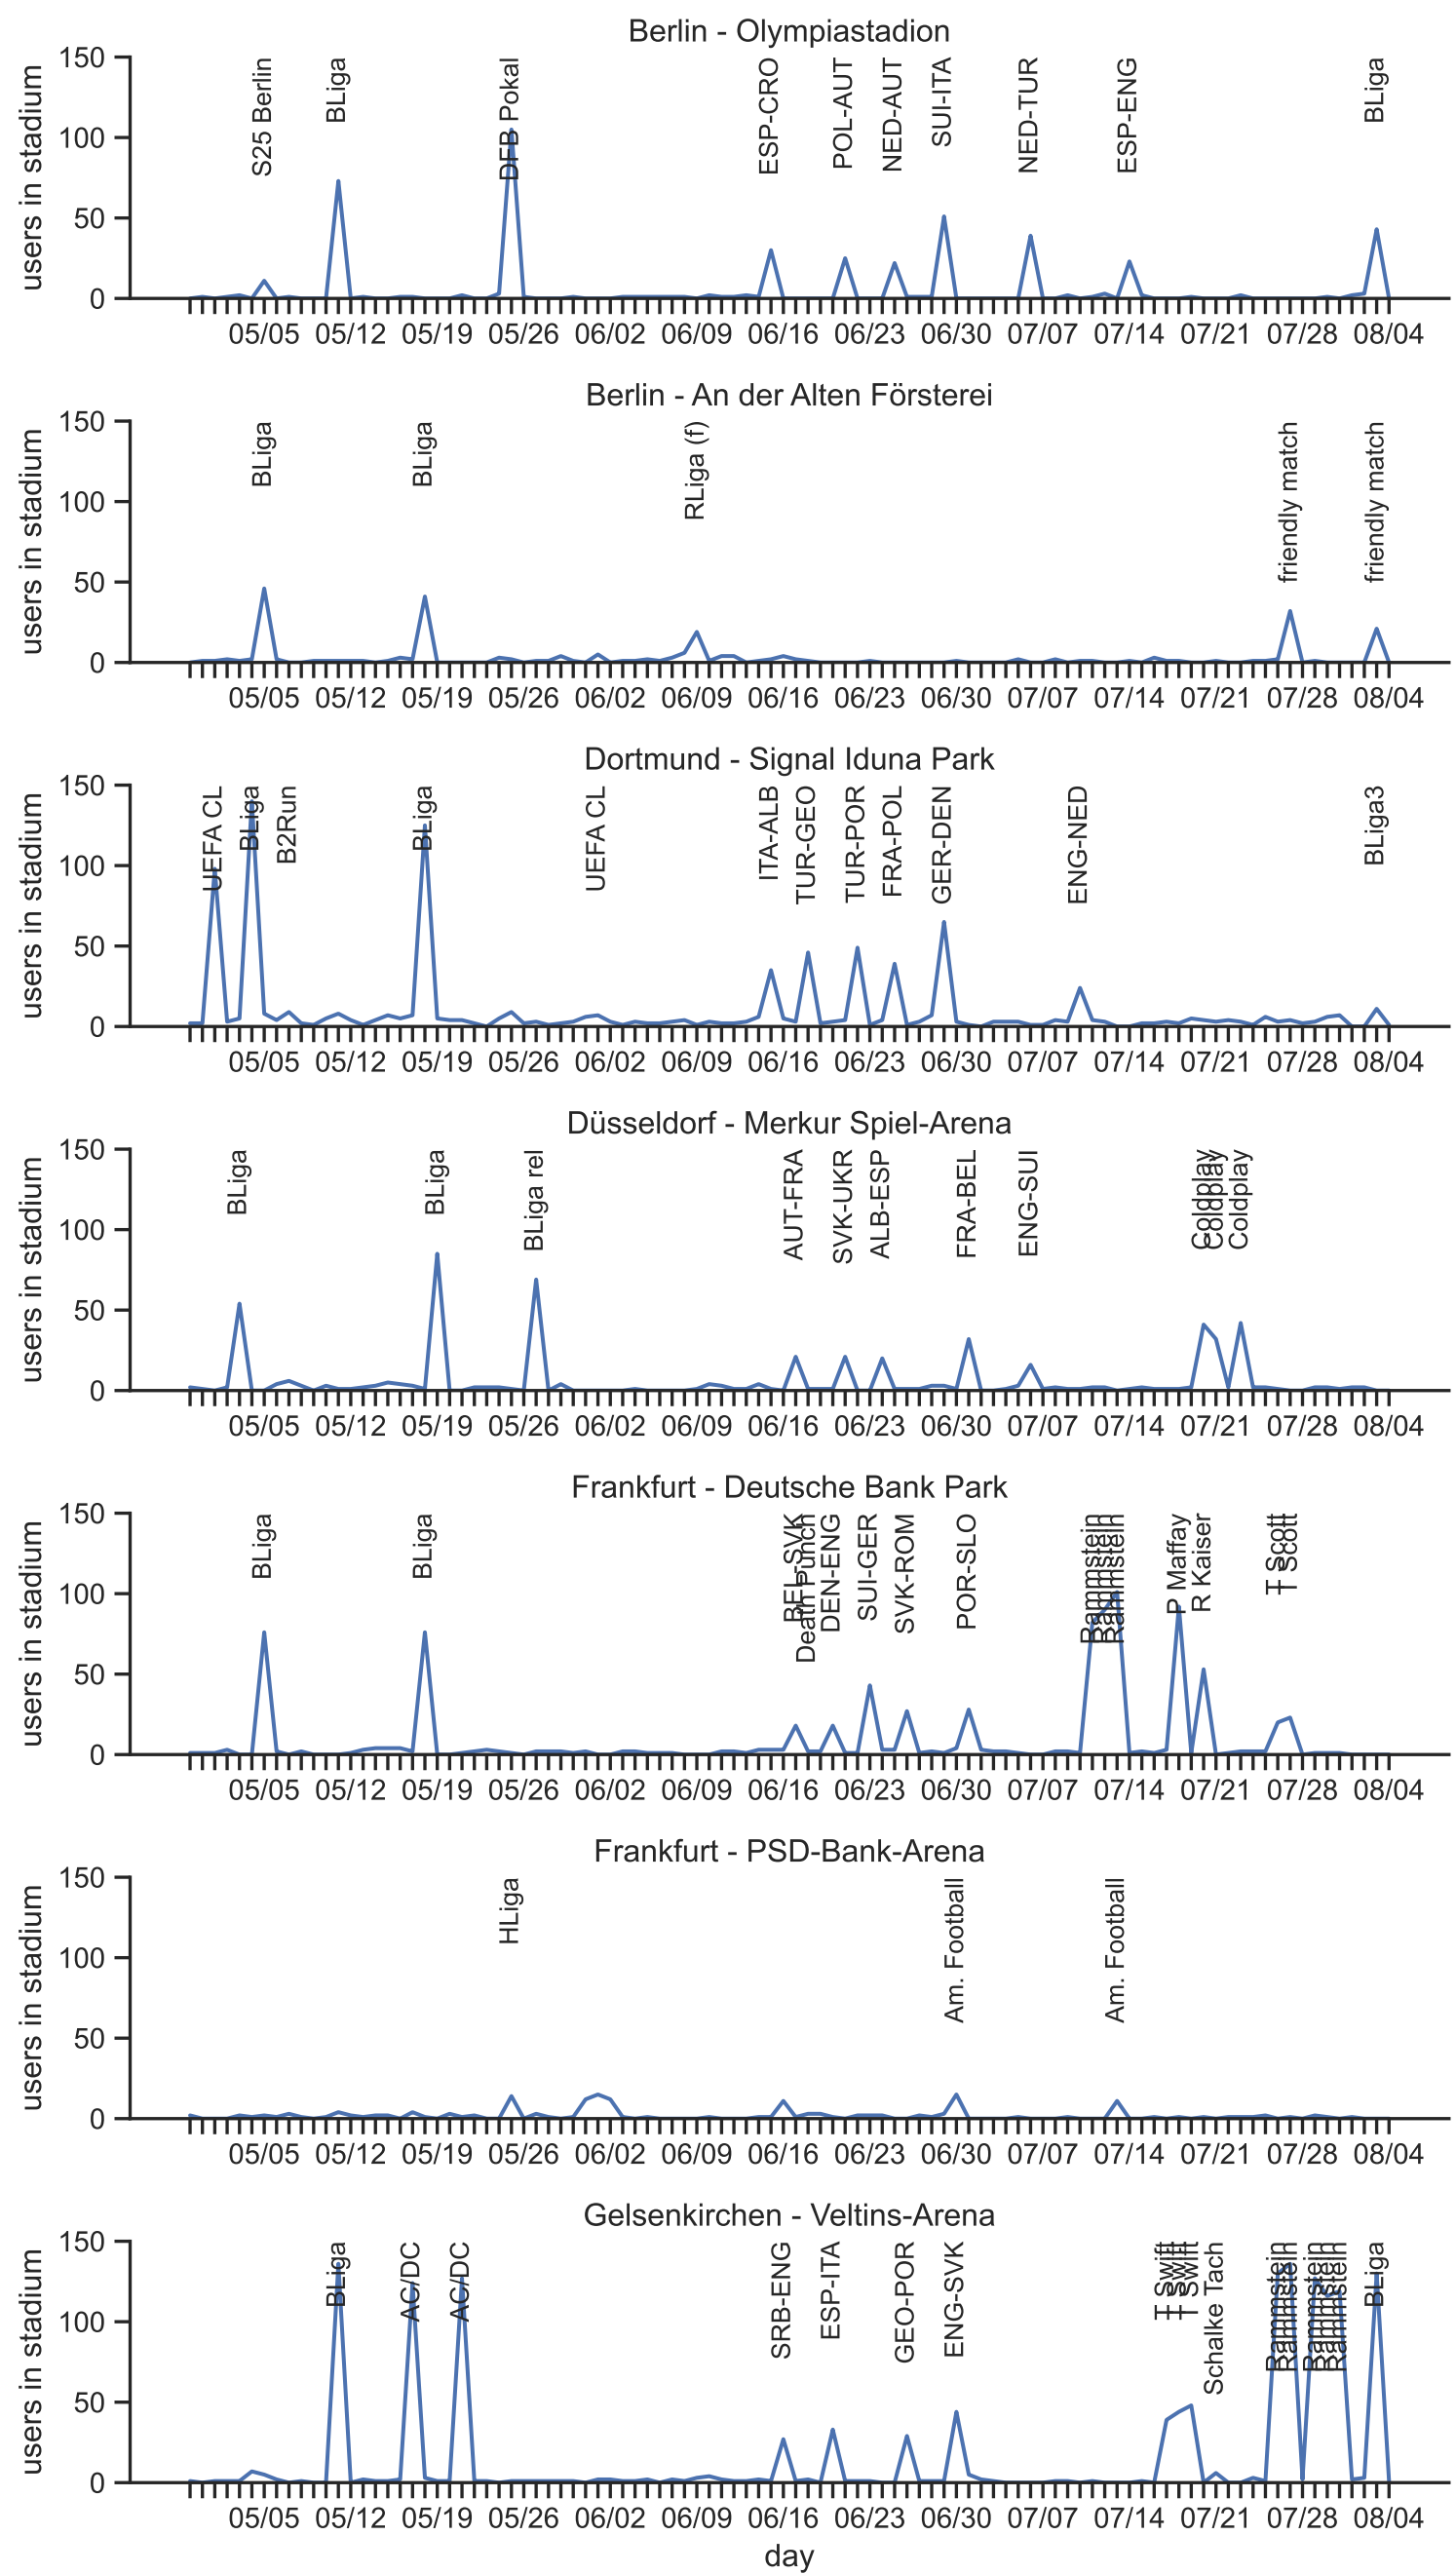 Berlin - Olympiastadion
users in stadium
150
100
50
0
S25 Berlin
BLiga
DFB Pokal
ESP-CRO
POL-AUT
NED-AUT
SUI-ITA
NED-TUR
ESP-ENG
BLiga
05/05 05/12 05/19 05/26 06/02 06/09 06/16 06/23 06/30 07/07 07/14 07/21 07/28 08/04
Berlin - An der Alten Försterei
users in stadium
150
100
50
0
BLiga
BLiga
RLiga (f)
friendly match
friendly match
05/05 05/12 05/19 05/26 06/02 06/09 06/16 06/23 06/30 07/07 07/14 07/21 07/28 08/04
Dortmund - Signal Iduna Park
users in stadium
150
100
50
0
UEFA CL
BLiga
B2Run
BLiga
UEFA CL
ITA-ALB
TUR-GEO
TUR-POR
FRA-POL
GER-DEN
ENG-NED
BLiga3
05/05 05/12 05/19 05/26 06/02 06/09 06/16 06/23 06/30 07/07 07/14 07/21 07/28 08/04
Düsseldorf - Merkur Spiel-Arena
users in stadium
150
100
50
0
BLiga
BLiga
BLiga rel
AUT-FRA
SVK-UKR
ALB-ESP
FRA-BEL
ENG-SUI
Coldplay
Coldplay
Coldplay
05/05 05/12 05/19 05/26 06/02 06/09 06/16 06/23 06/30 07/07 07/14 07/21 07/28 08/04
Frankfurt - Deutsche Bank Park
users in stadium
150
100
50
0
BLiga
BLiga
BEL-SVK
Death Punch
DEN-ENG
SUI-GER
SVK-ROM
POR-SLO
Rammstein
Rammstein
Rammstein
P Maffay
R Kaiser
T Scott
T Scott
05/05 05/12 05/19 05/26 06/02 06/09 06/16 06/23 06/30 07/07 07/14 07/21 07/28 08/04
Frankfurt - PSD-Bank-Arena
users in stadium
150
100
50
0
HLiga
Am. Football
Am. Football
05/05 05/12 05/19 05/26 06/02 06/09 06/16 06/23 06/30 07/07 07/14 07/21 07/28 08/04
Gelsenkirchen - Veltins-Arena
users in stadium
150
100
50
0
BLiga
AC/DC
AC/DC
SRB-ENG
ESP-ITA
GEO-POR
ENG-SVK
T Swift
T Swift
T Swift
Schalke Tach
Rammstein
Rammstein
Rammstein
Rammstein
Rammstein
BLiga
05/05 05/12 05/19 05/26 06/02 06/09 06/16 06/23 06/30 07/07 07/14 07/21 07/28 08/04
day